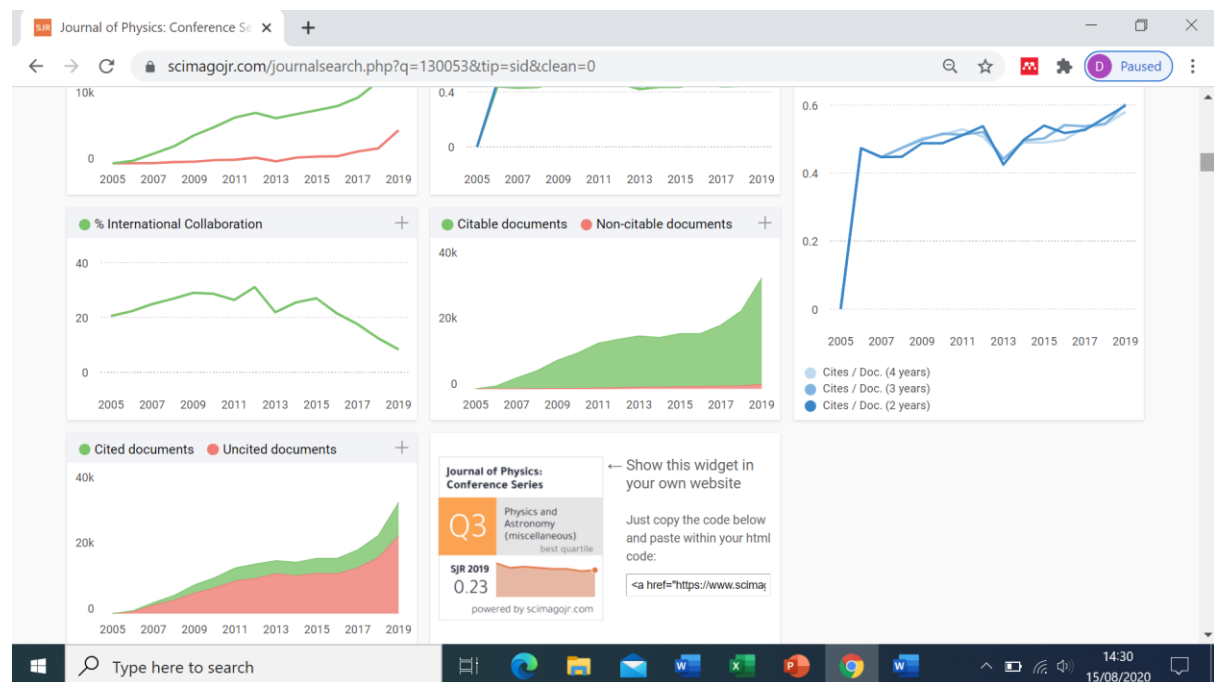 SJR Journal of Physics: Conference Se
scimagojr.com/journalsearch.php?q=130053&tip=sid&clean=0
D Paused
10k
0
2005 2007 2009 2011 2013 2015 2017 2019
0.4
0
2005 2007 2009 2011 2013 2015 2017 2019
0.6
0.4
0.2
0
2005 2007 2009 2011 2013 2015 2017 2019
Cites / Doc. (4 years)
Cites / Doc. (3 years)
Cites / Doc. (2 years)
% International Collaboration
40
20
0
2005 2007 2009 2011 2013 2015 2017 2019
Citable documents Non-citable documents
40k
20k
0
2005 2007 2009 2011 2013 2015 2017 2019
Cited documents Uncited documents
40k
20k
0
2005 2007 2009 2011 2013 2015 2017 2019
Journal of Physics:
Conference Series
Q3
Physics and
Astronomy
(miscellaneous)
best quartile
SJR 2019
0.23
powered by scimagojr.com
← Show this widget in
your own website
Just copy the code below
and paste within your html
code:
<a href="https://www.scimag
Type here to search
14:30
15/08/2020